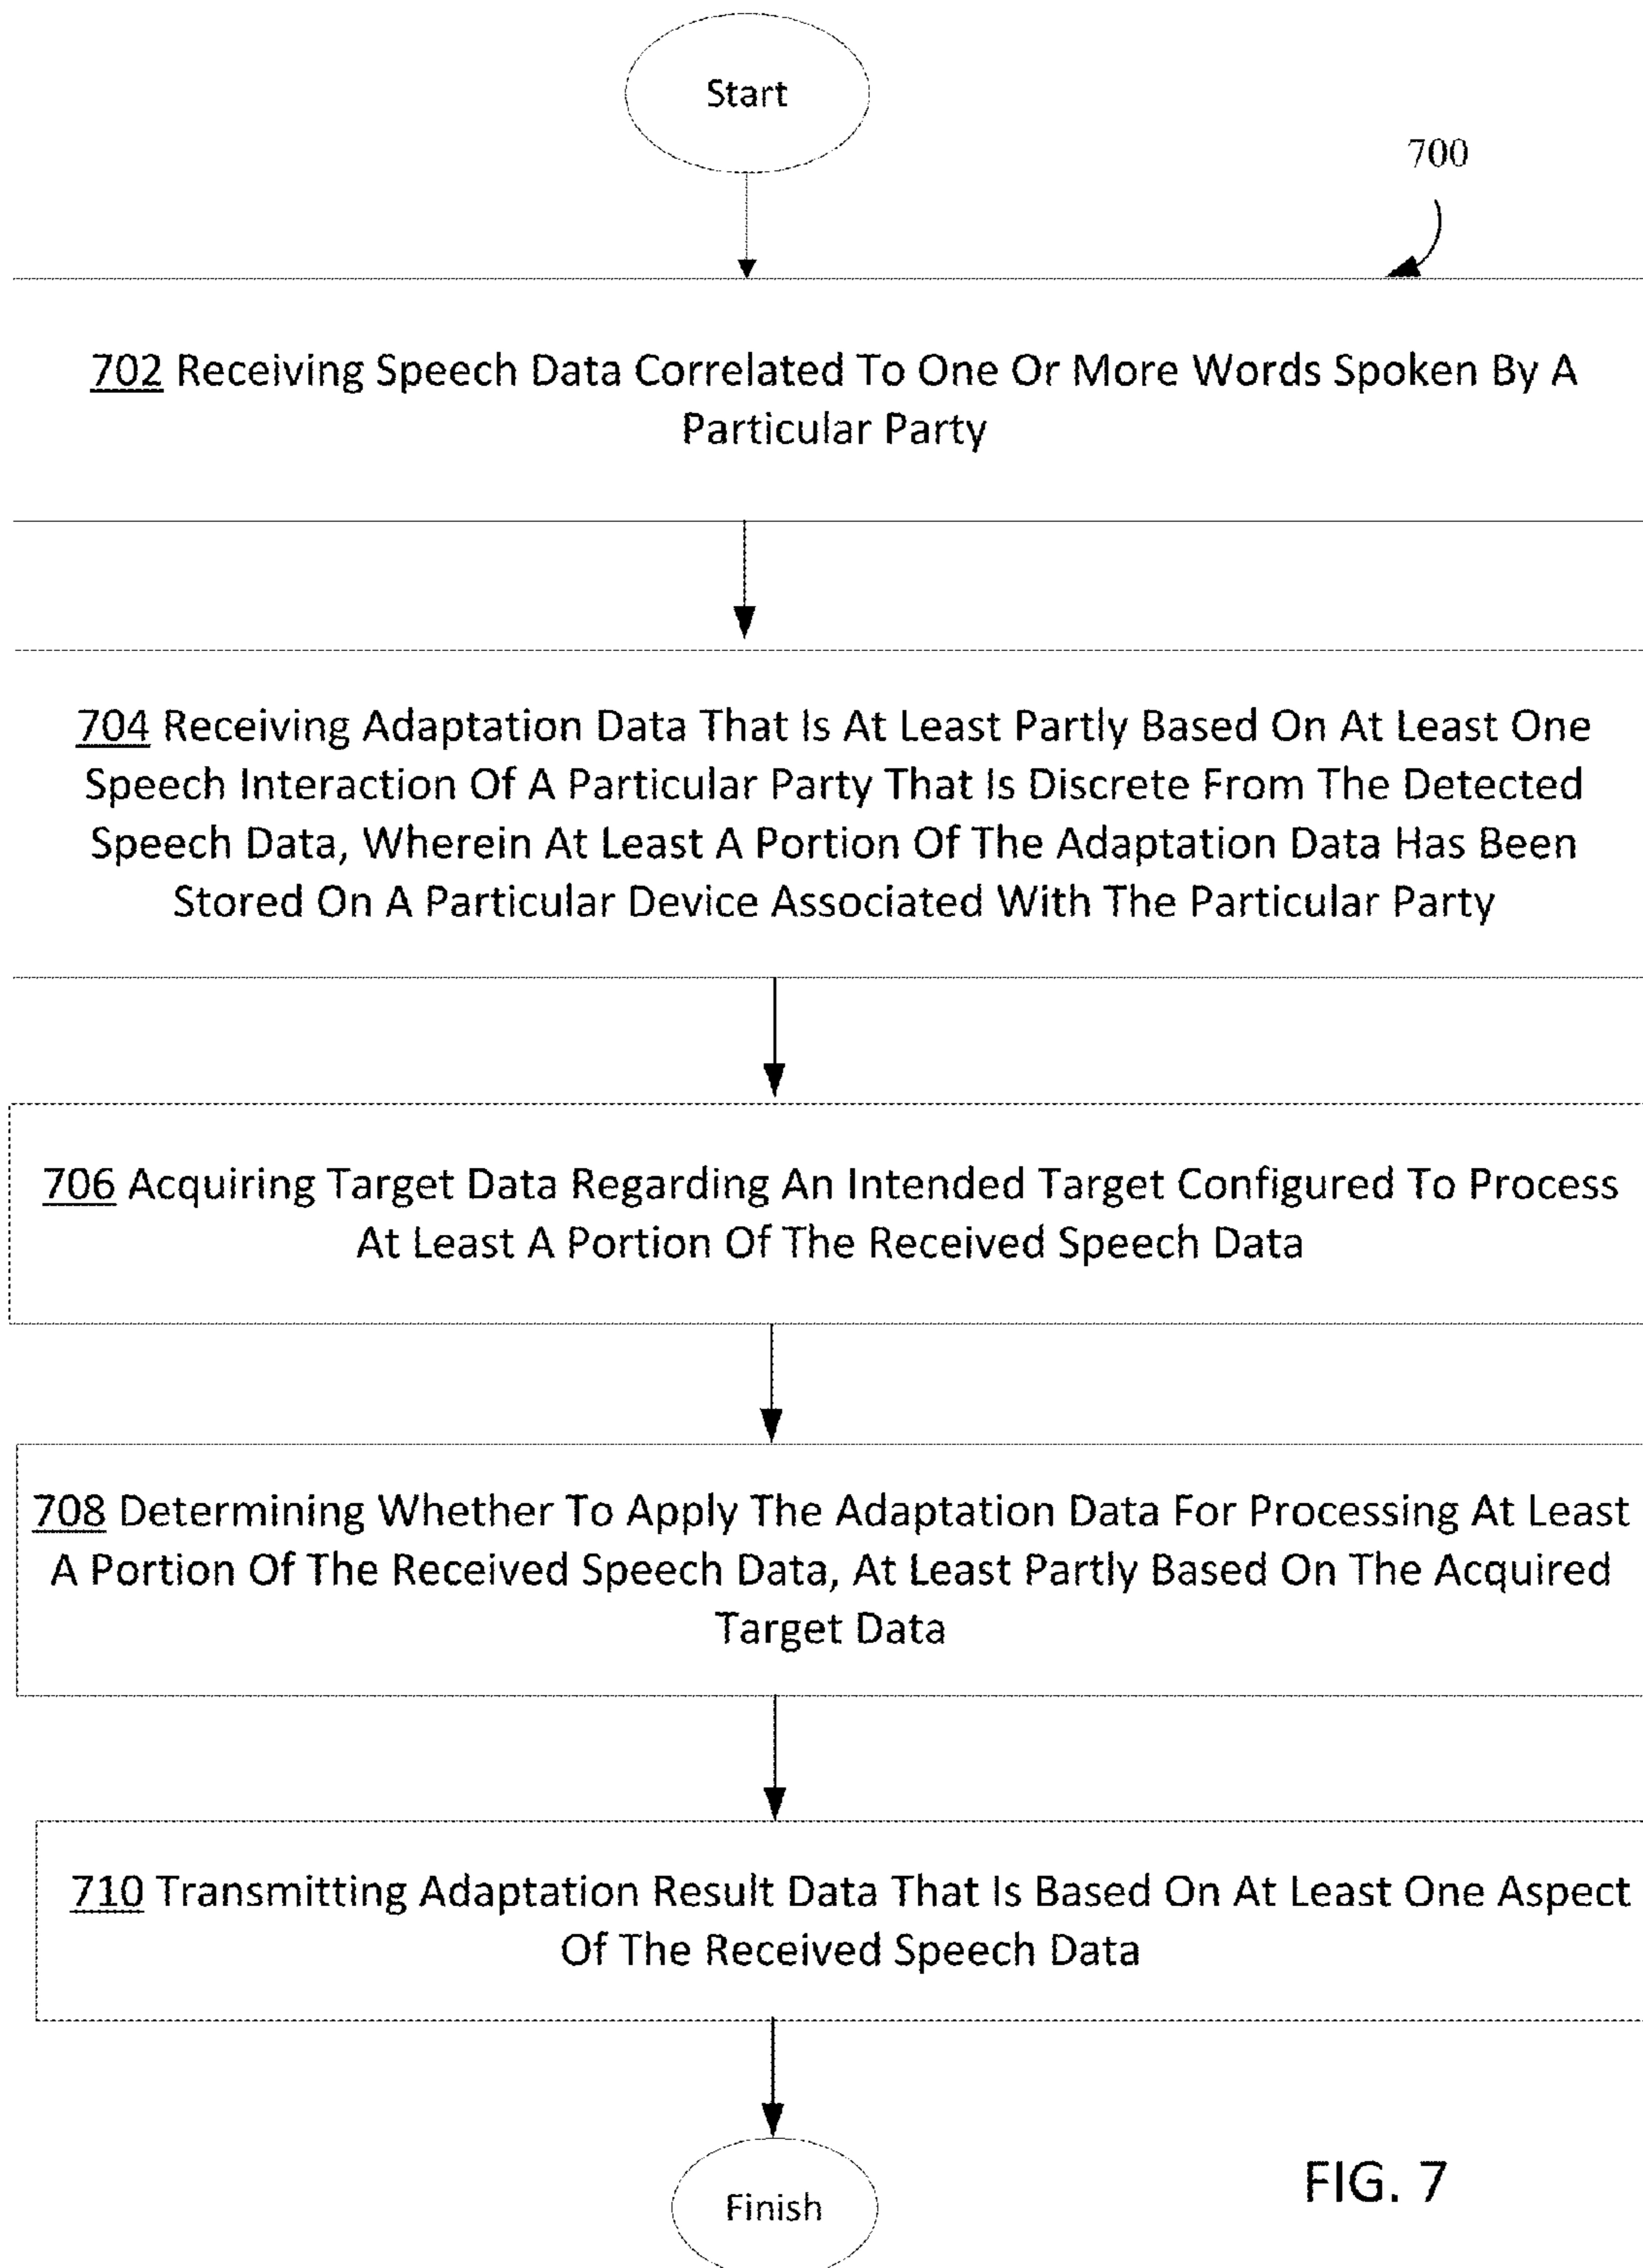 Start
700
702 Receiving Speech Data Correlated To One Or More Words Spoken By A
Particular Party
704 Receiving Adaptation Data That Is At Least Partly Based On At Least One
Speech Interaction Of A Particular Party That Is Discrete From The Detected
Speech Data, Wherein At Least A Portion Of The Adaptation Data Has Been
Stored On A Particular Device Associated With The Particular Party
706 Acquiring Target Data Regarding An Intended Target Configured To Process
At Least A Portion Of The Received Speech Data
708 Determining Whether To Apply The Adaptation Data For Processing At Least
A Portion Of The Received Speech Data, At Least Partly Based On The Acquired
Target Data
710 Transmitting Adaptation Result Data That Is Based On At Least One Aspect
Of The Received Speech Data
Finish
FIG. 7